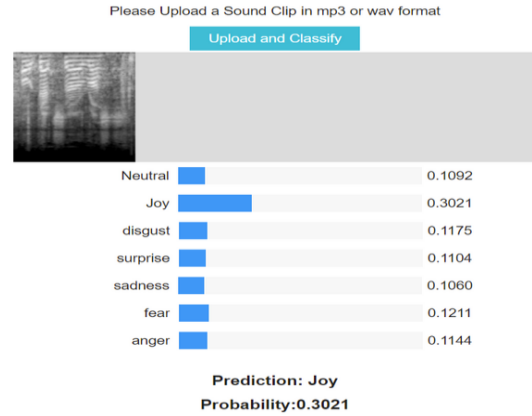 Please Upload a Sound Clip in mp3 or wav format
Upload and Classify
Neutral 0.1092
Joy 0.3021
disgust 0.1175
surprise 0.1104
sadness 0.1060
fear 0.1211
anger 0.1144
Prediction: Joy
Probability:0.3021